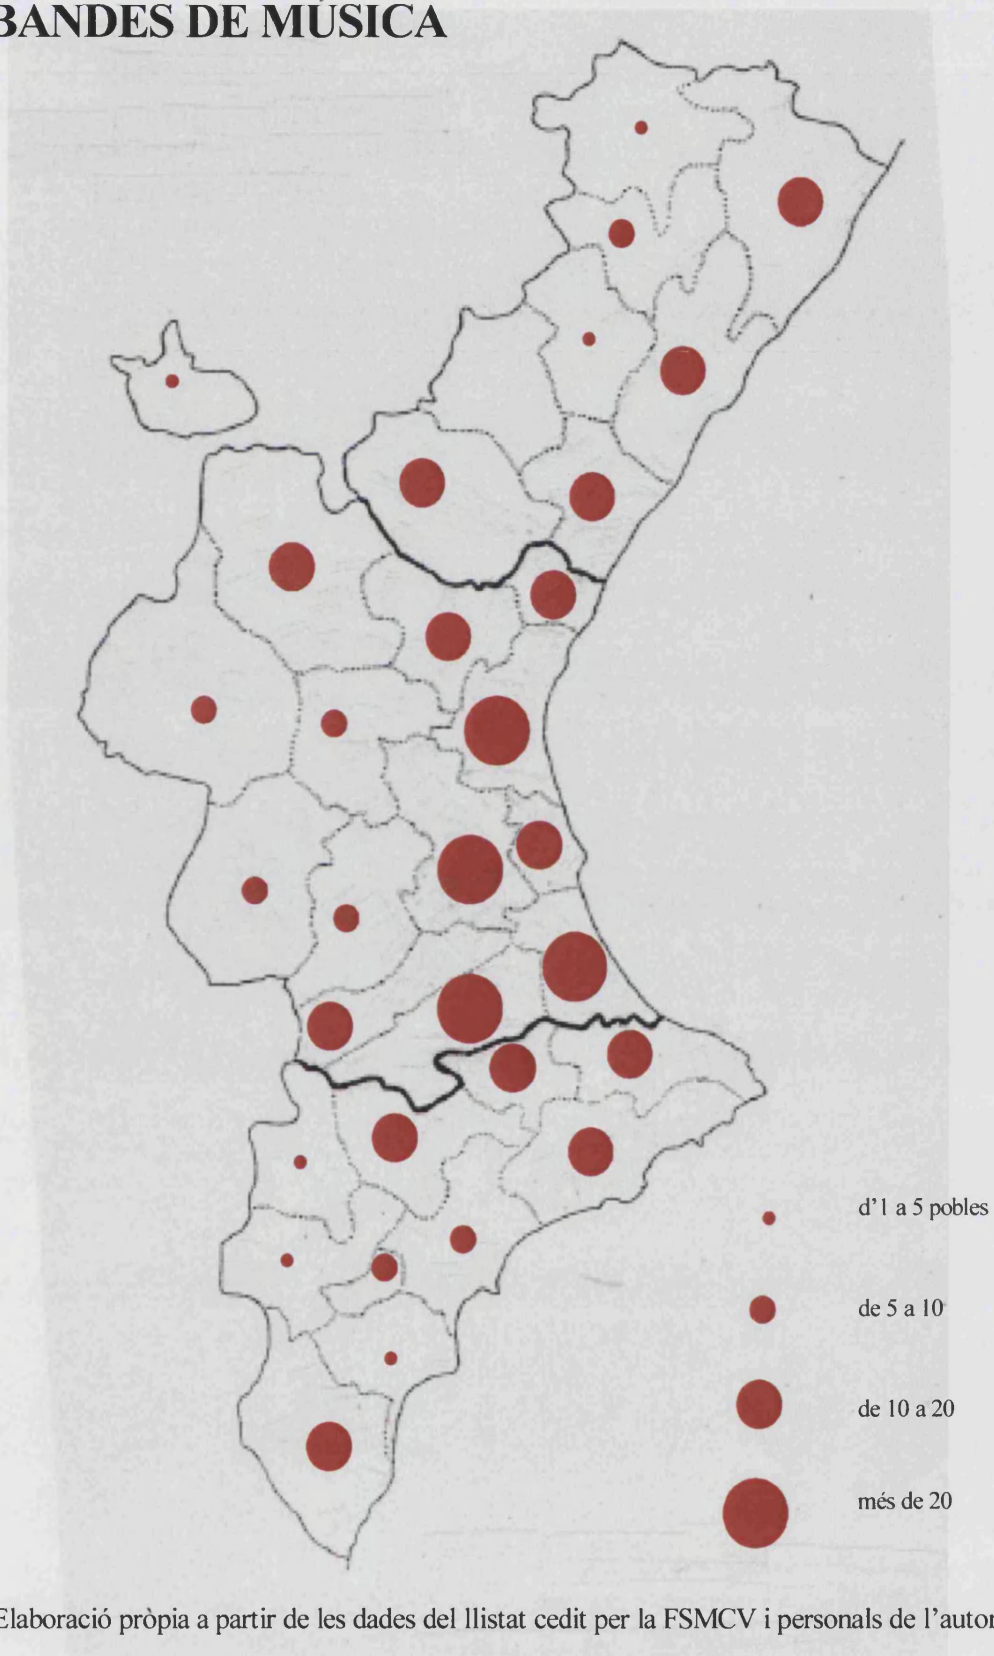 BANDES DE MÚSICA
d'1 a 5 pobles
de 5 a 10
de 10 a 20
més de 20
Elaboració pròpia a partir de les dades del llistat cedit per la FSMCV i personals de l'autor